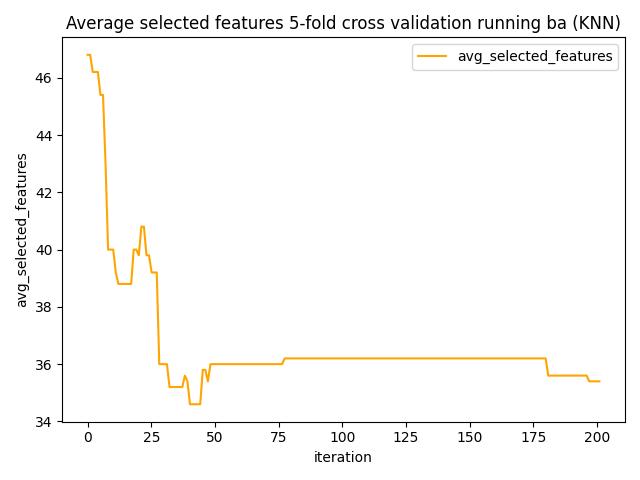 Average selected features 5-fold cross validation running ba (KNN)
avg_selected_features
avg_selected_features
46
44
42
40
38
36
34
0 25 50 75 100 125 150 175 200
iteration